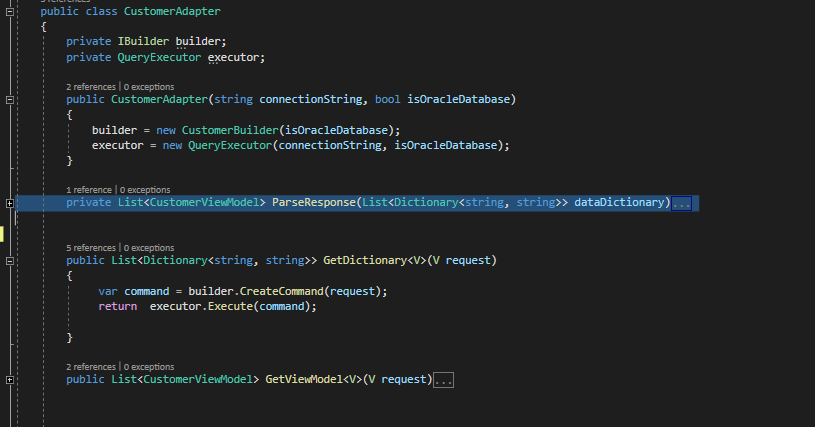 5 references
public class CustomerAdapter
{
private IBuilder builder;
private QueryExecutor executor;
2 references | 0 exceptions
public CustomerAdapter(string connectionString, bool isOracleDatabase)
{
builder = new CustomerBuilder(isOracleDatabase);
executor = new QueryExecutor(connectionString, isOracleDatabase);
}
1 reference | 0 exceptions
private List<CustomerViewModel> ParseResponse(List<Dictionary<string, string>> dataDictionary)...
5 references | 0 exceptions
public List<Dictionary<string, string>> GetDictionary<V>(V request)
{
var command = builder.CreateCommand(request);
return executor.Execute(command);
}
2 references | 0 exceptions
public List<CustomerViewModel> GetViewModel<V>(V request)...